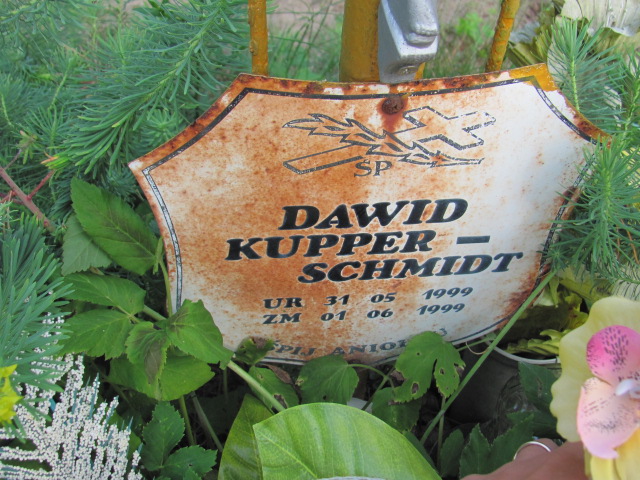 SP
DAWID
KUPPER –
SCHMIDT
UR 31 05 1999
ZM 01 06 1999